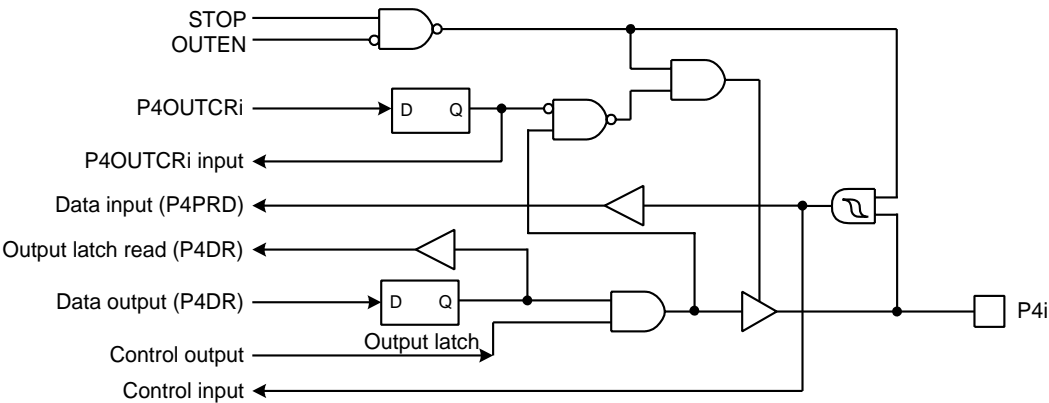 STOP
OUTEN
P4OUTCRi
D Q
P4OUTCRi input
Data input (P4PRD)
Output latch read (P4DR)
Data output (P4DR)
D Q
P4i
Output latch
Control output
Control input